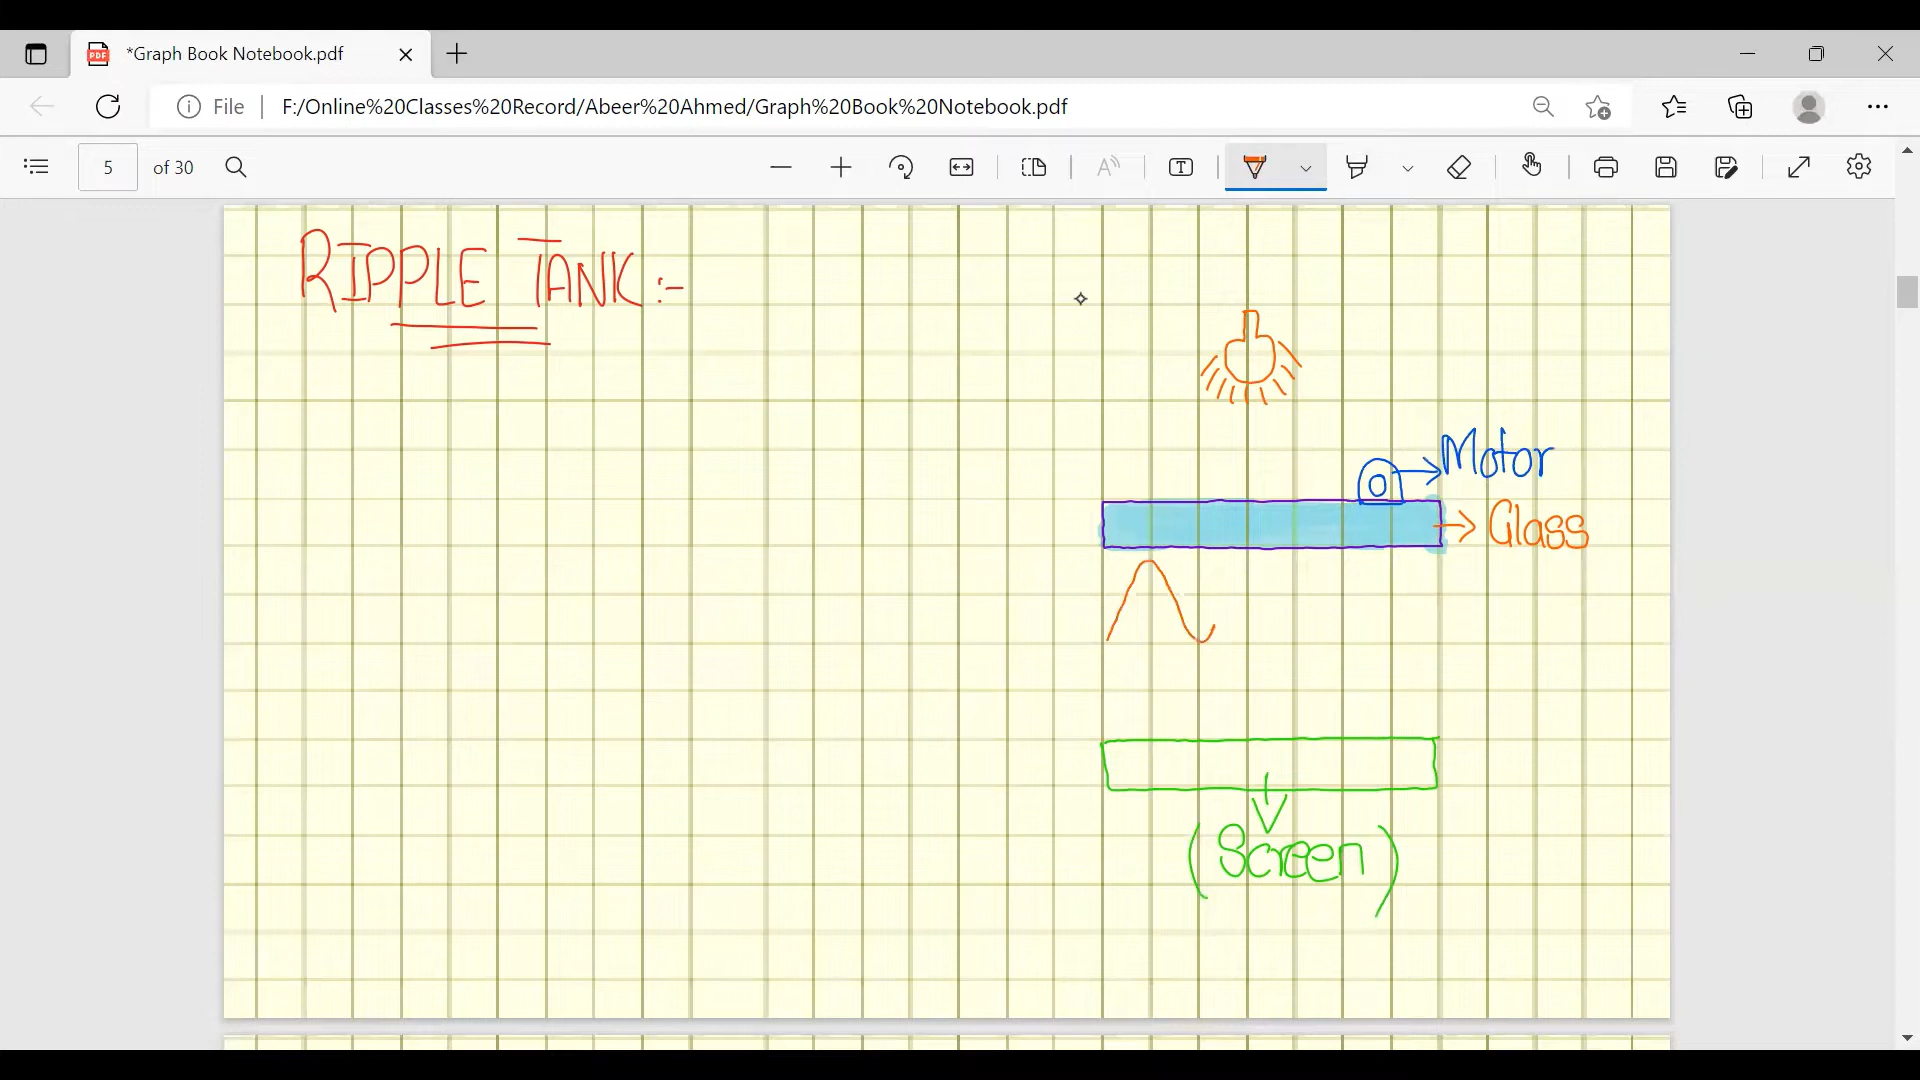 *Graph Book Notebook.pdf
File
F:/Online%20Classes%20Record/Abeer%20Ahmed/Graph%20Book%20Notebook.pdf
5 of 30
RIPPLE TANK:-
Motor
Glass
(Screen)